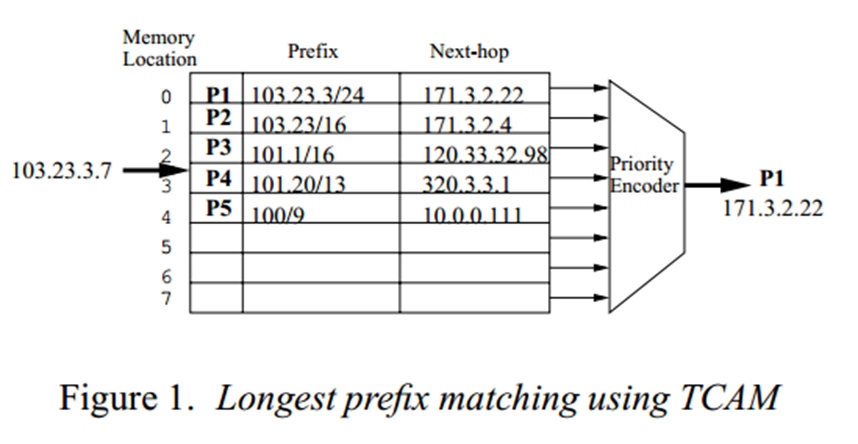 Memory
Location
Prefix
Next-hop
0 P1 103.23.3/24 171.3.2.22
1 P2 103.23/16 171.3.2.4
2 P3 101.1/16 120.33.32.98
3 P4 101.20/13 320.3.3.1
4 P5 100/9 10.0.0.111
5
6
7
103.23.3.7
Priority
Encoder
P1
171.3.2.22
Figure 1. Longest prefix matching using TCAM